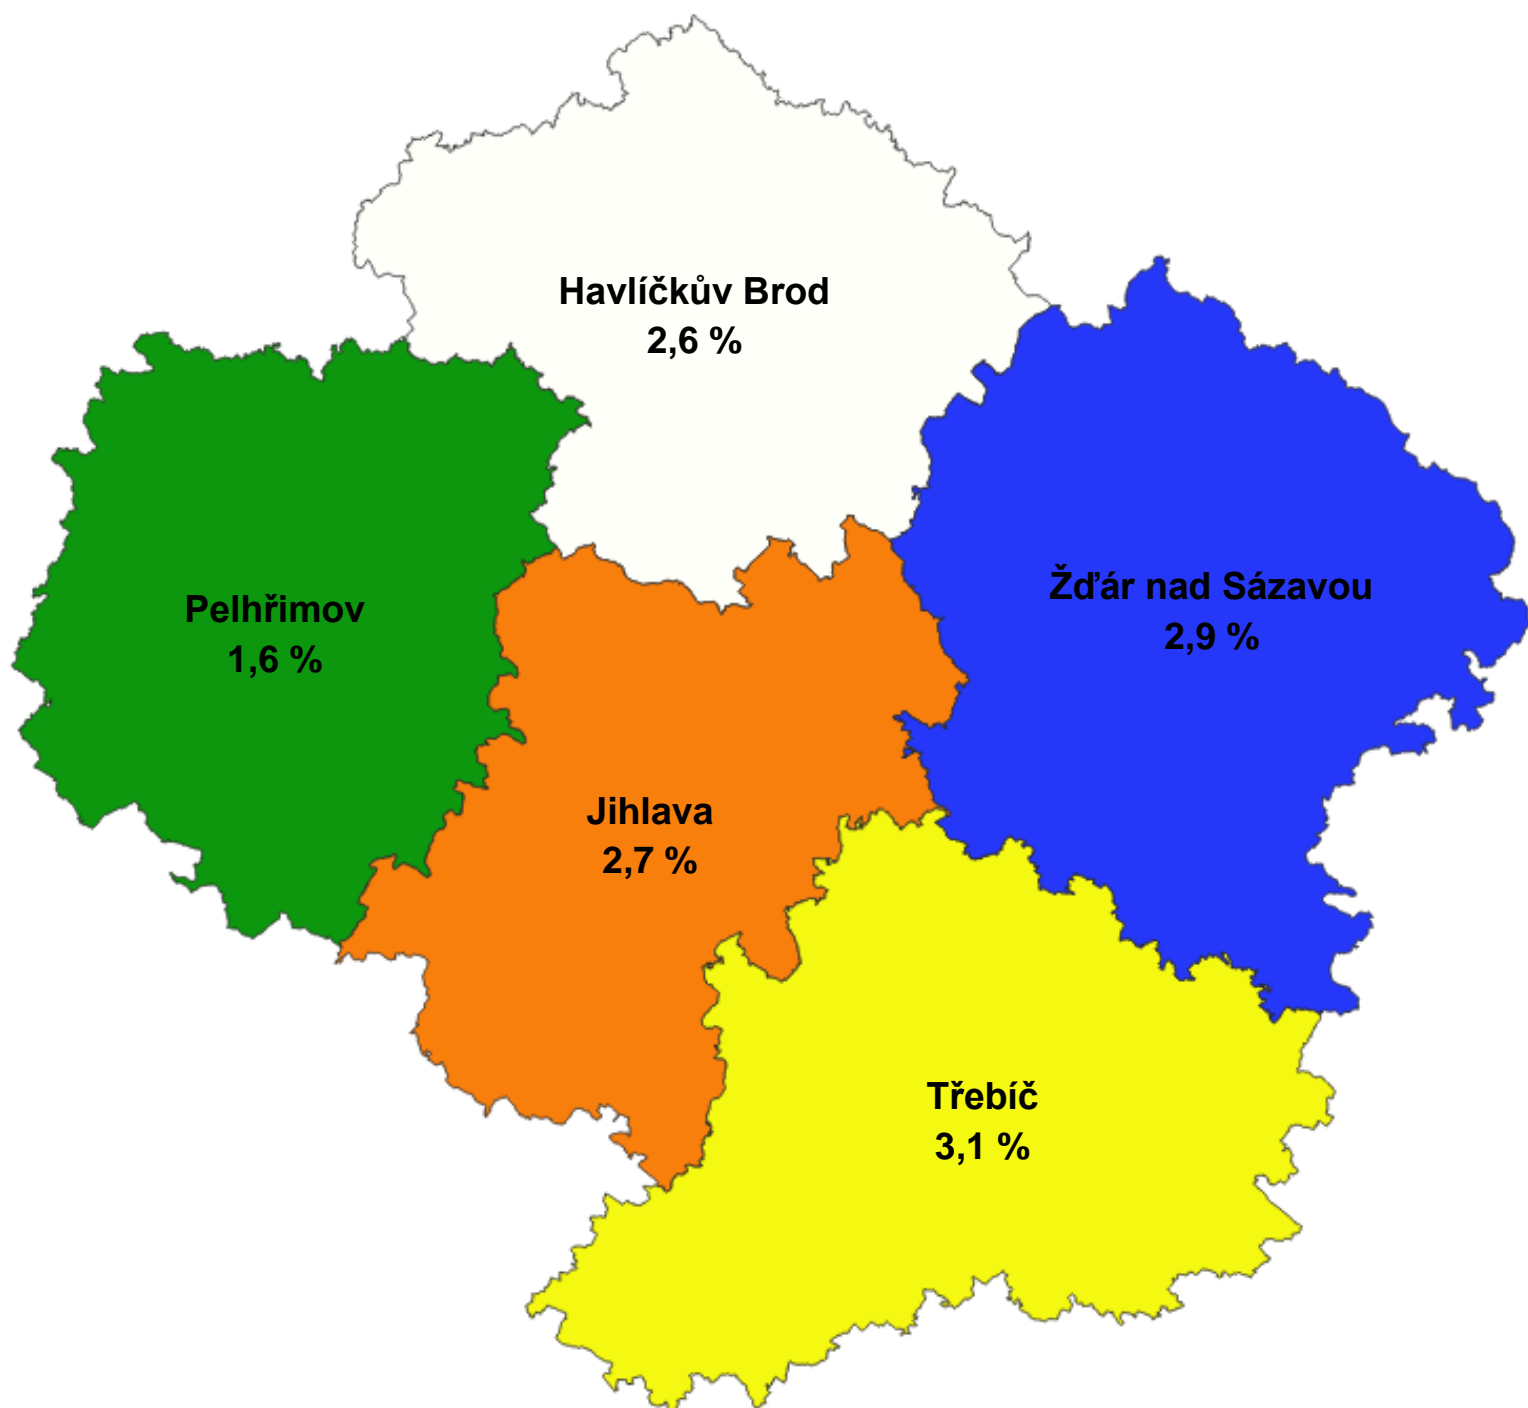 Havlíčkův Brod
2,6 %
Žďár nad Sázavou
2,9 %
Pelhřimov
1,6 %
Jihlava
2,7 %
Třebíč
3,1 %